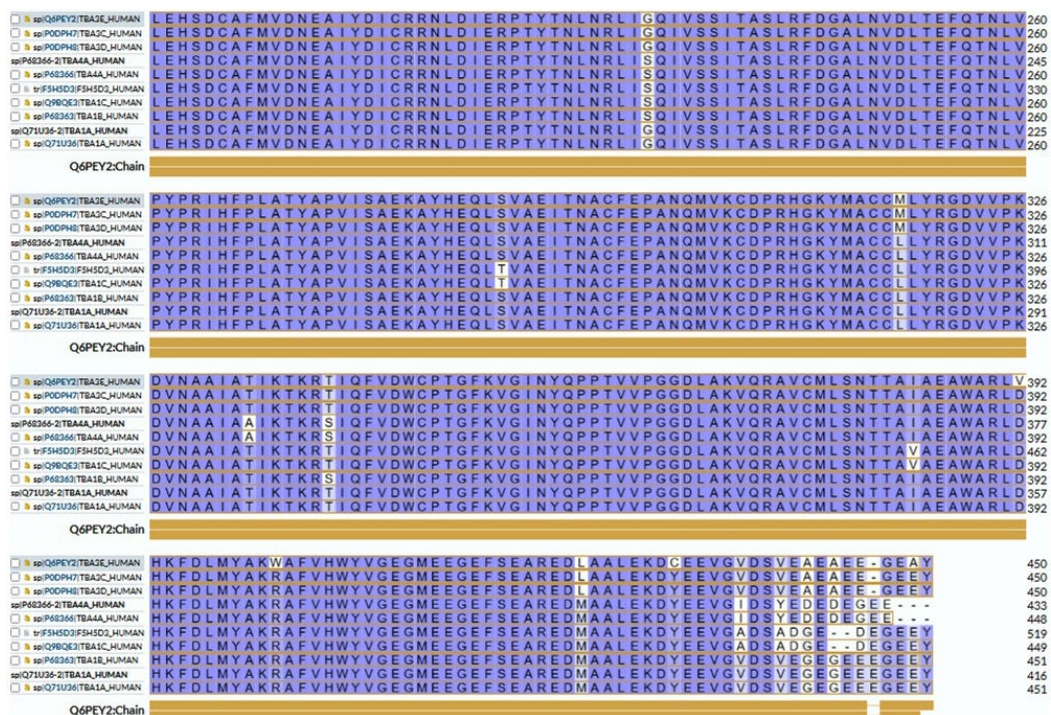 sp|Q6PEY2|TBA3E_HUMAN LEHSDCAFMVDNEAIYDICRRNLDIERPTYTNLNRLIGQIVSSITASLRFDGALNVDLTEFQTNLV 260
sp|P0DPH7|TBA3C_HUMAN LEHSDCAFMVDNEAIYDICRRNLDIERPTYTNLNRLIGQIVSSITASLRFDGALNVDLTEFQTNLV 260
sp|P0DPH8|TBA3D_HUMAN LEHSDCAFMVDNEAIYDICRRNLDIERPTYTNLNRLIGQIVSSITASLRFDGALNVDLTEFQTNLV 260
sp|P68366-2|TBA4A_HUMAN LEHSDCAFMVDNEAIYDICRRNLDIERPTYTNLNRLISQIVSSITASLRFDGALNVDLTEFQTNLV 245
sp|P68366|TBA4A_HUMAN LEHSDCAFMVDNEAIYDICRRNLDIERPTYTNLNRLISQIVSSITASLRFDGALNVDLTEFQTNLV 260
tr|F5H5D3|F5H5D3_HUMAN LEHSDCAFMVDNEAIYDICRRNLDIERPTYTNLNRLISQIVSSITASLRFDGALNVDLTEFQTNLV 330
sp|Q9BQE3|TBA1C_HUMAN LEHSDCAFMVDNEAIYDICRRNLDIERPTYTNLNRLISQIVSSITASLRFDGALNVDLTEFQTNLV 260
sp|P68363|TBA1B_HUMAN LEHSDCAFMVDNEAIYDICRRNLDIERPTYTNLNRLISQIVSSITASLRFDGALNVDLTEFQTNLV 260
sp|Q71U36-2|TBA1A_HUMAN LEHSDCAFMVDNEAIYDICRRNLDIERPTYTNLNRLIGQIVSSITASLRFDGALNVDLTEFQTNLV 225
sp|Q71U36|TBA1A_HUMAN LEHSDCAFMVDNEAIYDICRRNLDIERPTYTNLNRLIGQIVSSITASLRFDGALNVDLTEFQTNLV 260
Q6PEY2:Chain
sp|Q6PEY2|TBA3E_HUMAN PYPRIHFPLATYAPVISAEKAYHEQLSVAEITNACFEPANQMVKCDPRHGKYMACCMLYRGDVVPK 326
sp|P0DPH7|TBA3C_HUMAN PYPRIHFPLATYAPVISAEKAYHEQLSVAEITNACFEPANQMVKCDPRHGKYMACCMLYRGDVVPK 326
sp|P0DPH8|TBA3D_HUMAN PYPRIHFPLATYAPVISAEKAYHEQLSVAEITNACFEPANQMVKCDPRHGKYMACCMLYRGDVVPK 326
sp|P68366-2|TBA4A_HUMAN PYPRIHFPLATYAPVISAEKAYHEQLSVAEITNACFEPANQMVKCDPRHGKYMACCLLYRGDVVPK 311
sp|P68366|TBA4A_HUMAN PYPRIHFPLATYAPVISAEKAYHEQLSVAEITNACFEPANQMVKCDPRHGKYMACCLLYRGDVVPK 326
tr|F5H5D3|F5H5D3_HUMAN PYPRIHFPLATYAPVISAEKAYHEQLTVAEITNACFEPANQMVKCDPRHGKYMACCLLYRGDVVPK 396
sp|Q9BQE3|TBA1C_HUMAN PYPRIHFPLATYAPVISAEKAYHEQLTVAEITNACFEPANQMVKCDPRHGKYMACCLLYRGDVVPK 326
sp|P68363|TBA1B_HUMAN PYPRIHFPLATYAPVISAEKAYHEQLSVAEITNACFEPANQMVKCDPRHGKYMACCLLYRGDVVPK 326
sp|Q71U36-2|TBA1A_HUMAN PYPRIHFPLATYAPVISAEKAYHEQLSVAEITNACFEPANQMVKCDPRHGKYMACCLLYRGDVVPK 291
sp|Q71U36|TBA1A_HUMAN PYPRIHFPLATYAPVISAEKAYHEQLSVAEITNACFEPANQMVKCDPRHGKYMACCLLYRGDVVPK 326
Q6PEY2:Chain
sp|Q6PEY2|TBA3E_HUMAN DVNAAIATIKTKRTIQFVDWCPTGFKVGINYQPPTVVPGGDLAKVQRAVCMLSNTTAIAEAWARLV 392
sp|P0DPH7|TBA3C_HUMAN DVNAAIATIKTKRTIQFVDWCPTGFKVGINYQPPTVVPGGDLAKVQRAVCMLSNTTAIAEAWARLD 392
sp|P0DPH8|TBA3D_HUMAN DVNAAIATIKTKRTIQFVDWCPTGFKVGINYQPPTVVPGGDLAKVQRAVCMLSNTTAIAEAWARLD 392
sp|P68366-2|TBA4A_HUMAN DVNAAIAAIKTKRSIQFVDWCPTGFKVGINYQPPTVVPGGDLAKVQRAVCMLSNTTAIAEAWARLD 377
sp|P68366|TBA4A_HUMAN DVNAAIAAIKTKRSIQFVDWCPTGFKVGINYQPPTVVPGGDLAKVQRAVCMLSNTTAIAEAWARLD 392
tr|F5H5D3|F5H5D3_HUMAN DVNAAIATIKTKRTIQFVDWCPTGFKVGINYQPPTVVPGGDLAKVQRAVCMLSNTTAVAEAWARLD 462
sp|Q9BQE3|TBA1C_HUMAN DVNAAIATIKTKRTIQFVDWCPTGFKVGINYQPPTVVPGGDLAKVQRAVCMLSNTTAVAEAWARLD 392
sp|P68363|TBA1B_HUMAN DVNAAIATIKTKRSIQFVDWCPTGFKVGINYQPPTVVPGGDLAKVQRAVCMLSNTTAIAEAWARLD 392
sp|Q71U36-2|TBA1A_HUMAN DVNAAIATIKTKRTIQFVDWCPTGFKVGINYQPPTVVPGGDLAKVQRAVCMLSNTTAIAEAWARLD 357
sp|Q71U36|TBA1A_HUMAN DVNAAIATIKTKRTIQFVDWCPTGFKVGINYQPPTVVPGGDLAKVQRAVCMLSNTTAIAEAWARLD 392
Q6PEY2:Chain
sp|Q6PEY2|TBA3E_HUMAN HKFDLMYAKWAFVHWYVGEGMEEGEFSEAREDLAALEKDCEEVGVDSVEAEAEE-GEAY 450
sp|P0DPH7|TBA3C_HUMAN HKFDLMYAKRAFVHWYVGEGMEEGEFSEAREDLAALEKDYEEVGVDSVEAEAEE-GEEY 450
sp|P0DPH8|TBA3D_HUMAN HKFDLMYAKRAFVHWYVGEGMEEGEFSEAREDLAALEKDYEEVGVDSVEAEAEE-GEEY 450
sp|P68366-2|TBA4A_HUMAN HKFDLMYAKRAFVHWYVGEGMEEGEFSEAREDMAALEKDYEEVGIDSYEDEDEGEE--- 433
sp|P68366|TBA4A_HUMAN HKFDLMYAKRAFVHWYVGEGMEEGEFSEAREDMAALEKDYEEVGIDSYEDEDEGEE--- 448
tr|F5H5D3|F5H5D3_HUMAN HKFDLMYAKRAFVHWYVGEGMEEGEFSEAREDMAALEKDYEEVGADSADGE--DEGEEY 519
sp|Q9BQE3|TBA1C_HUMAN HKFDLMYAKRAFVHWYVGEGMEEGEFSEAREDMAALEKDYEEVGADSADGE--DEGEEY 449
sp|P68363|TBA1B_HUMAN HKFDLMYAKRAFVHWYVGEGMEEGEFSEAREDMAALEKDYEEVGVDSVEGEGEEEGEEY 451
sp|Q71U36-2|TBA1A_HUMAN HKFDLMYAKRAFVHWYVGEGMEEGEFSEAREDMAALEKDYEEVGVDSVEGEGEEEGEEY 416
sp|Q71U36|TBA1A_HUMAN HKFDLMYAKRAFVHWYVGEGMEEGEFSEAREDMAALEKDYEEVGVDSVEGEGEEEGEEY 451
Q6PEY2:Chain